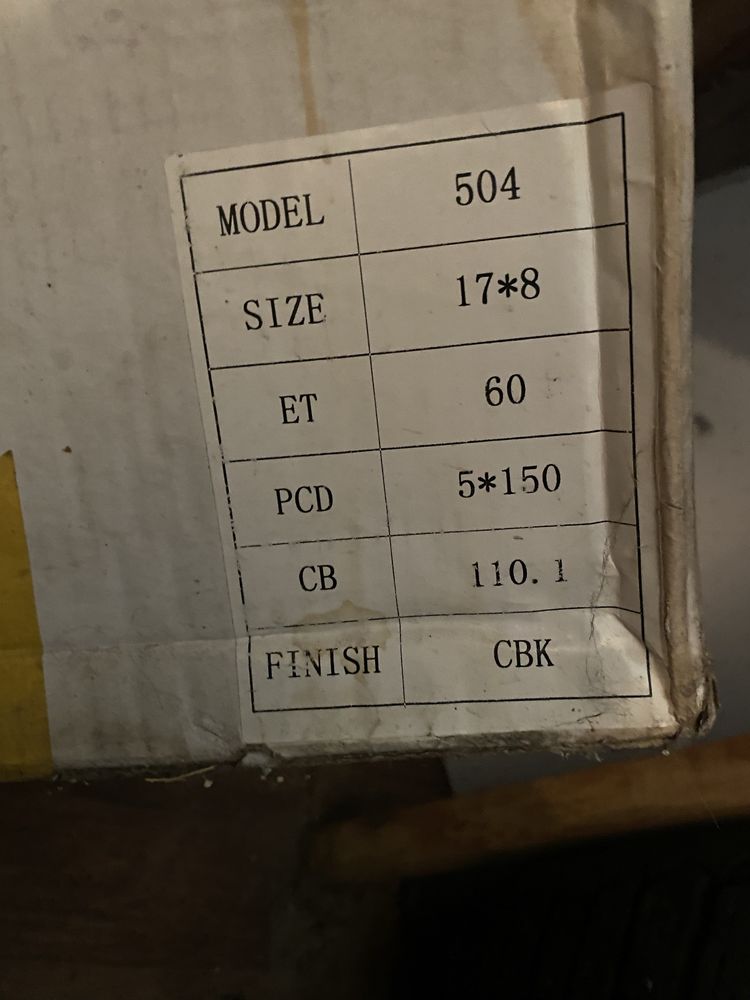 MODEL 504
SIZE 17*8
ET 60
PCD 5*150
CB 110.1
FINISH CBK